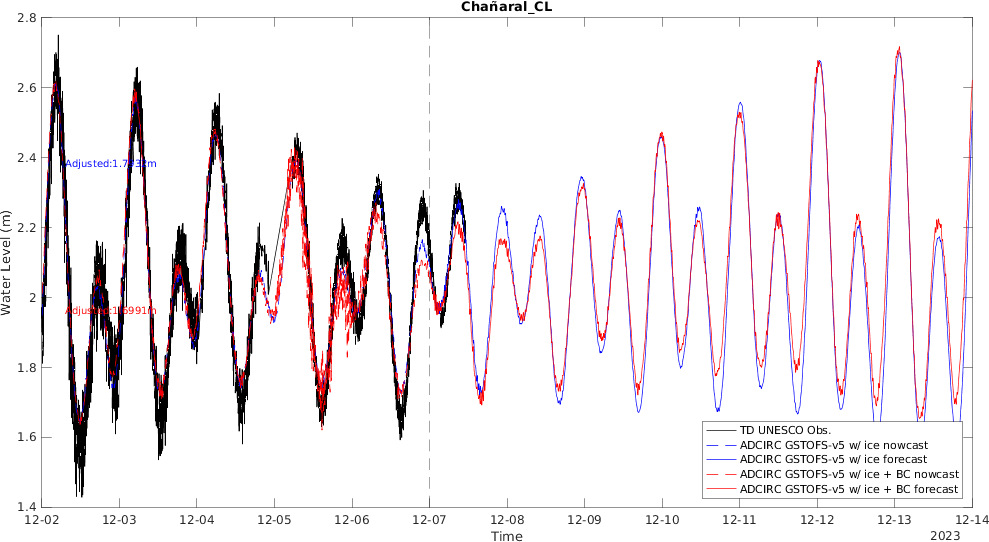 Chañaral_CL
Water Level (m)
2.8
2.6
2.4
2.2
2
1.8
1.6
1.4
Adjusted:
Adjusted:
TD UNESCO Obs.
ADCIRC GSTOFS-v5 w/ ice nowcast
ADCIRC GSTOFS-v5 w/ ice forecast
ADCIRC GSTOFS-v5 w/ ice + BC nowcast
ADCIRC GSTOFS-v5 w/ ice + BC forecast
12-02 12-03 12-04 12-05 12-06 12-07 12-08 12-09 12-10 12-11 12-12 12-13 12-14
Time
2023